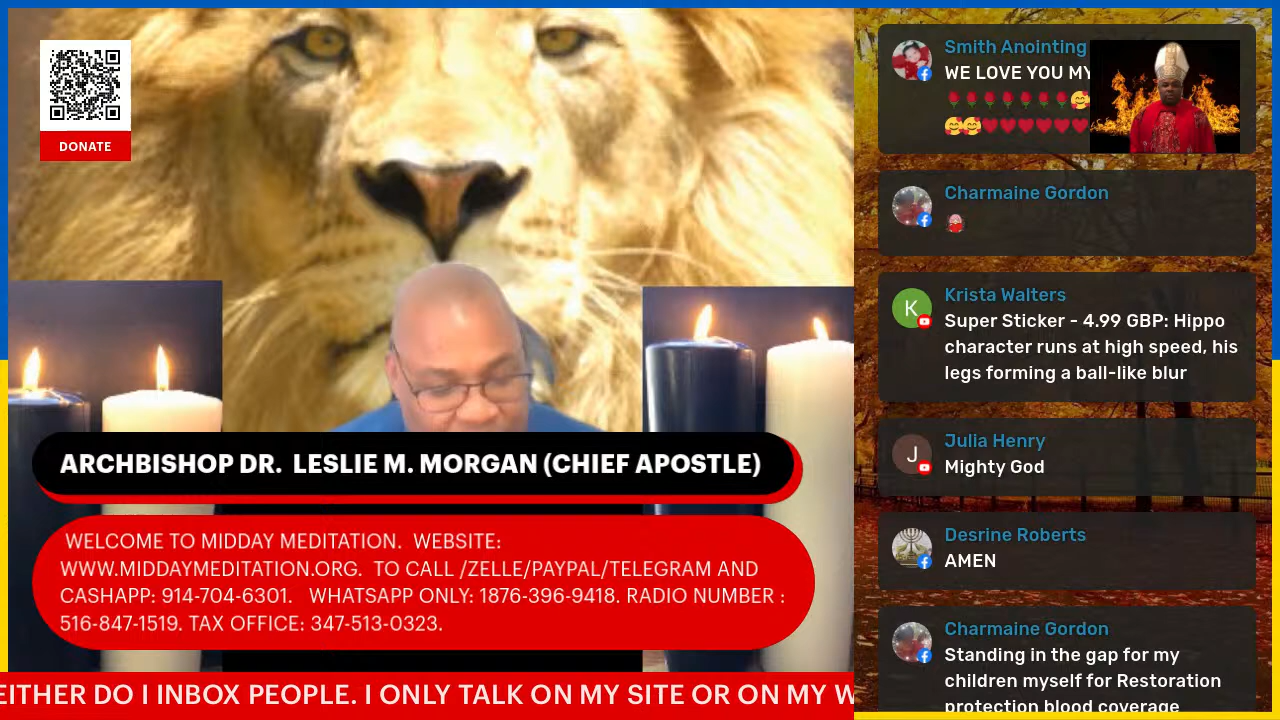 DONATE
ARCHBISHOP DR. LESLIE M. MORGAN (CHIEF APOSTLE)
WELCOME TO MIDDAY MEDITATION. WEBSITE:
WWW.MIDDAYMEDITATION.ORG. TO CALL /ZELLE/PAYPAL/TELEGRAM AND
CASHAPP: 914-704-6301. WHATSAPP ONLY: 1876-396-9418. RADIO NUMBER :
516-847-1519. TAX OFFICE: 347-513-0323.
EITHER DO I INBOX PEOPLE. I ONLY TALK ON MY SITE OR ON MY W
Smith Anointing
WE LOVE YOU MY
Charmaine Gordon
K
Krista Walters
Super Sticker - 4.99 GBP: Hippo
character runs at high speed, his
legs forming a ball-like blur
J
Julia Henry
Mighty God
Desrine Roberts
AMEN
Charmaine Gordon
Standing in the gap for my
children myself for Restoration
protection blood coverage